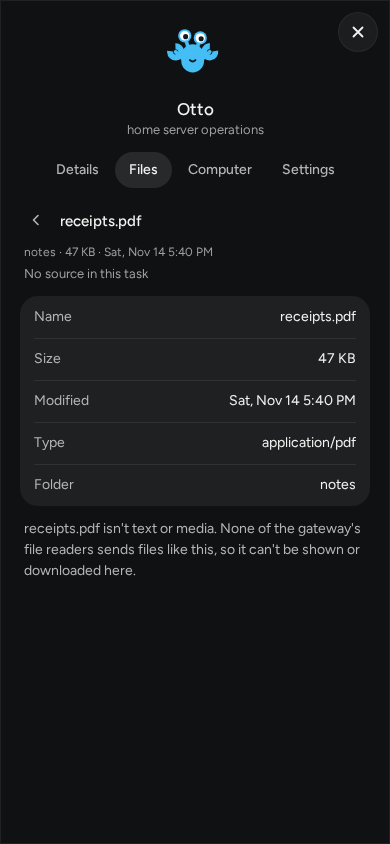 Otto
home server operations
Details Files Computer Settings
receipts.pdf
notes · 47 KB · Sat, Nov 14 5:40 PM
No source in this task
Name receipts.pdf
Size 47 KB
Modified Sat, Nov 14 5:40 PM
Type application/pdf
Folder notes
receipts.pdf isn't text or media. None of the gateway's
file readers sends files like this, so it can't be shown or
downloaded here.